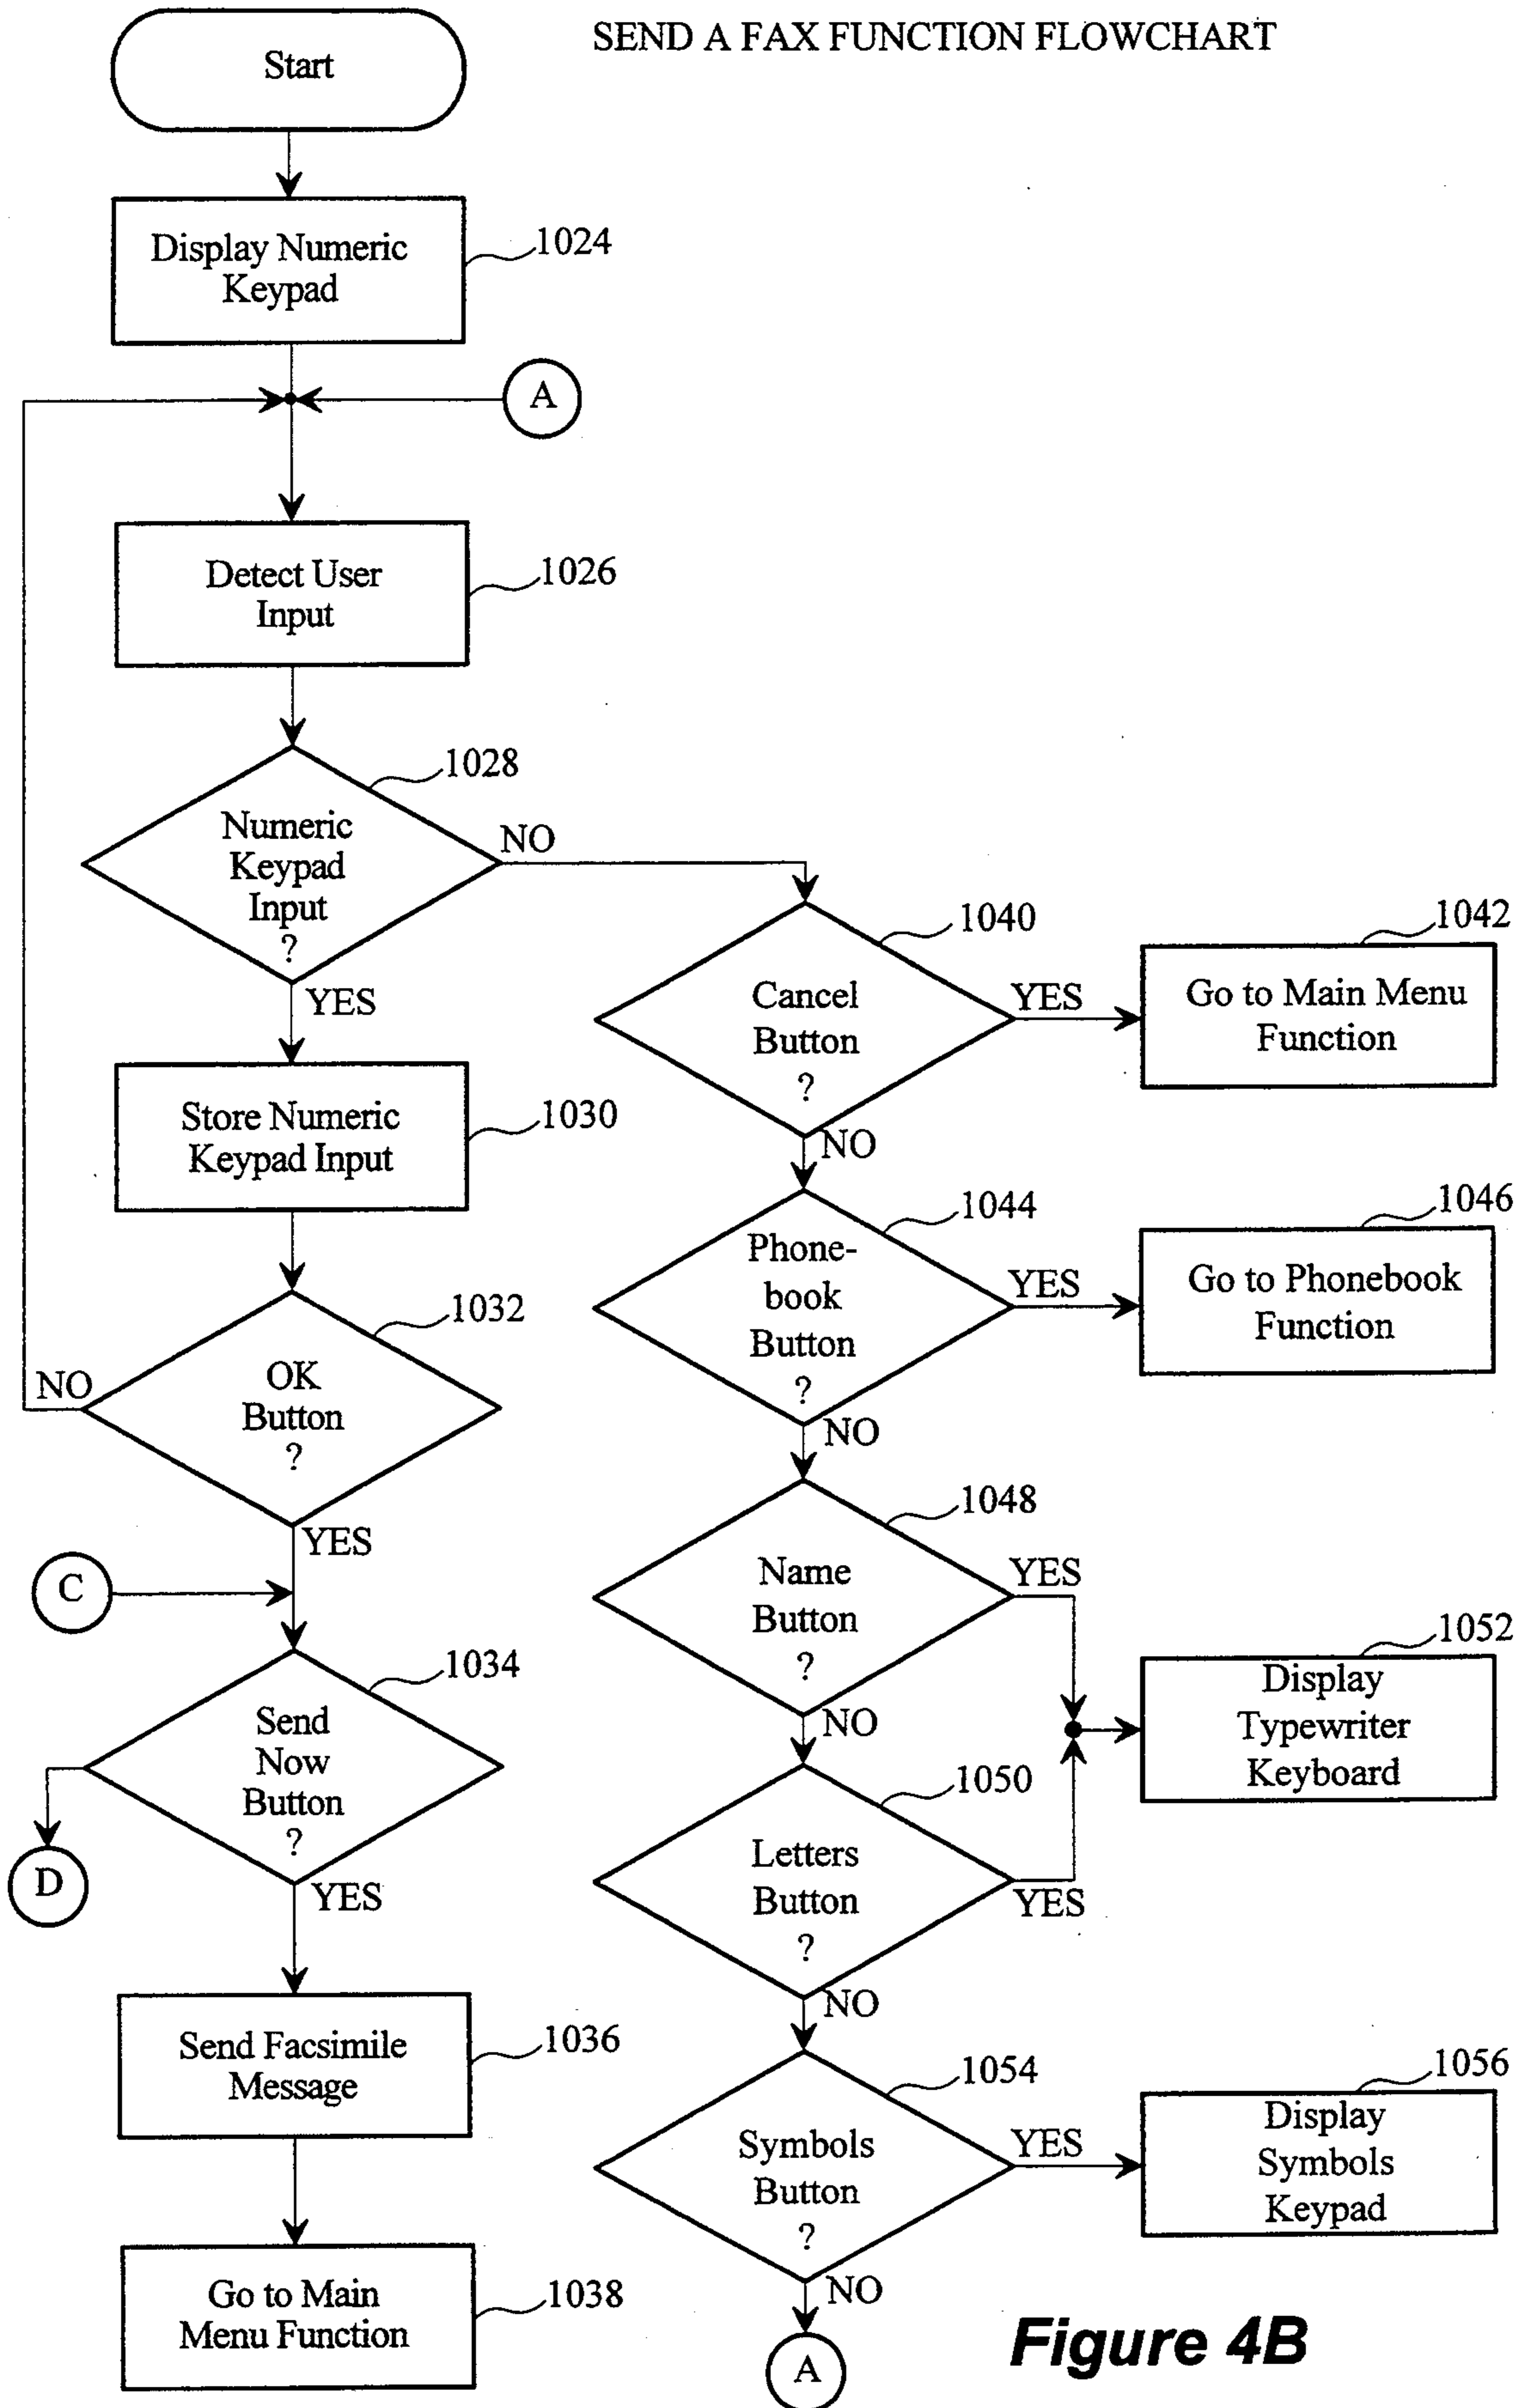 SEND A FAX FUNCTION FLOWCHART
Start
Display Numeric
Keypad
1024
A
Detect User
Input
1026
Numeric
Keypad
Input
?
1028
NO
YES
Store Numeric
Keypad Input
1030
OK
Button
?
1032
NO
YES
C
Send
Now
Button
?
1034
D
YES
Send Facsimile
Message
1036
Go to Main
Menu Function
1038
Cancel
Button
?
1040
YES
Go to Main Menu
Function
1042
NO
Phone-
book
Button
?
1044
YES
Go to Phonebook
Function
1046
NO
Name
Button
?
1048
YES
NO
Letters
Button
?
1050
YES
Display
Typewriter
Keyboard
1052
NO
Symbols
Button
?
1054
YES
Display
Symbols
Keypad
1056
NO
A
Figure 4B